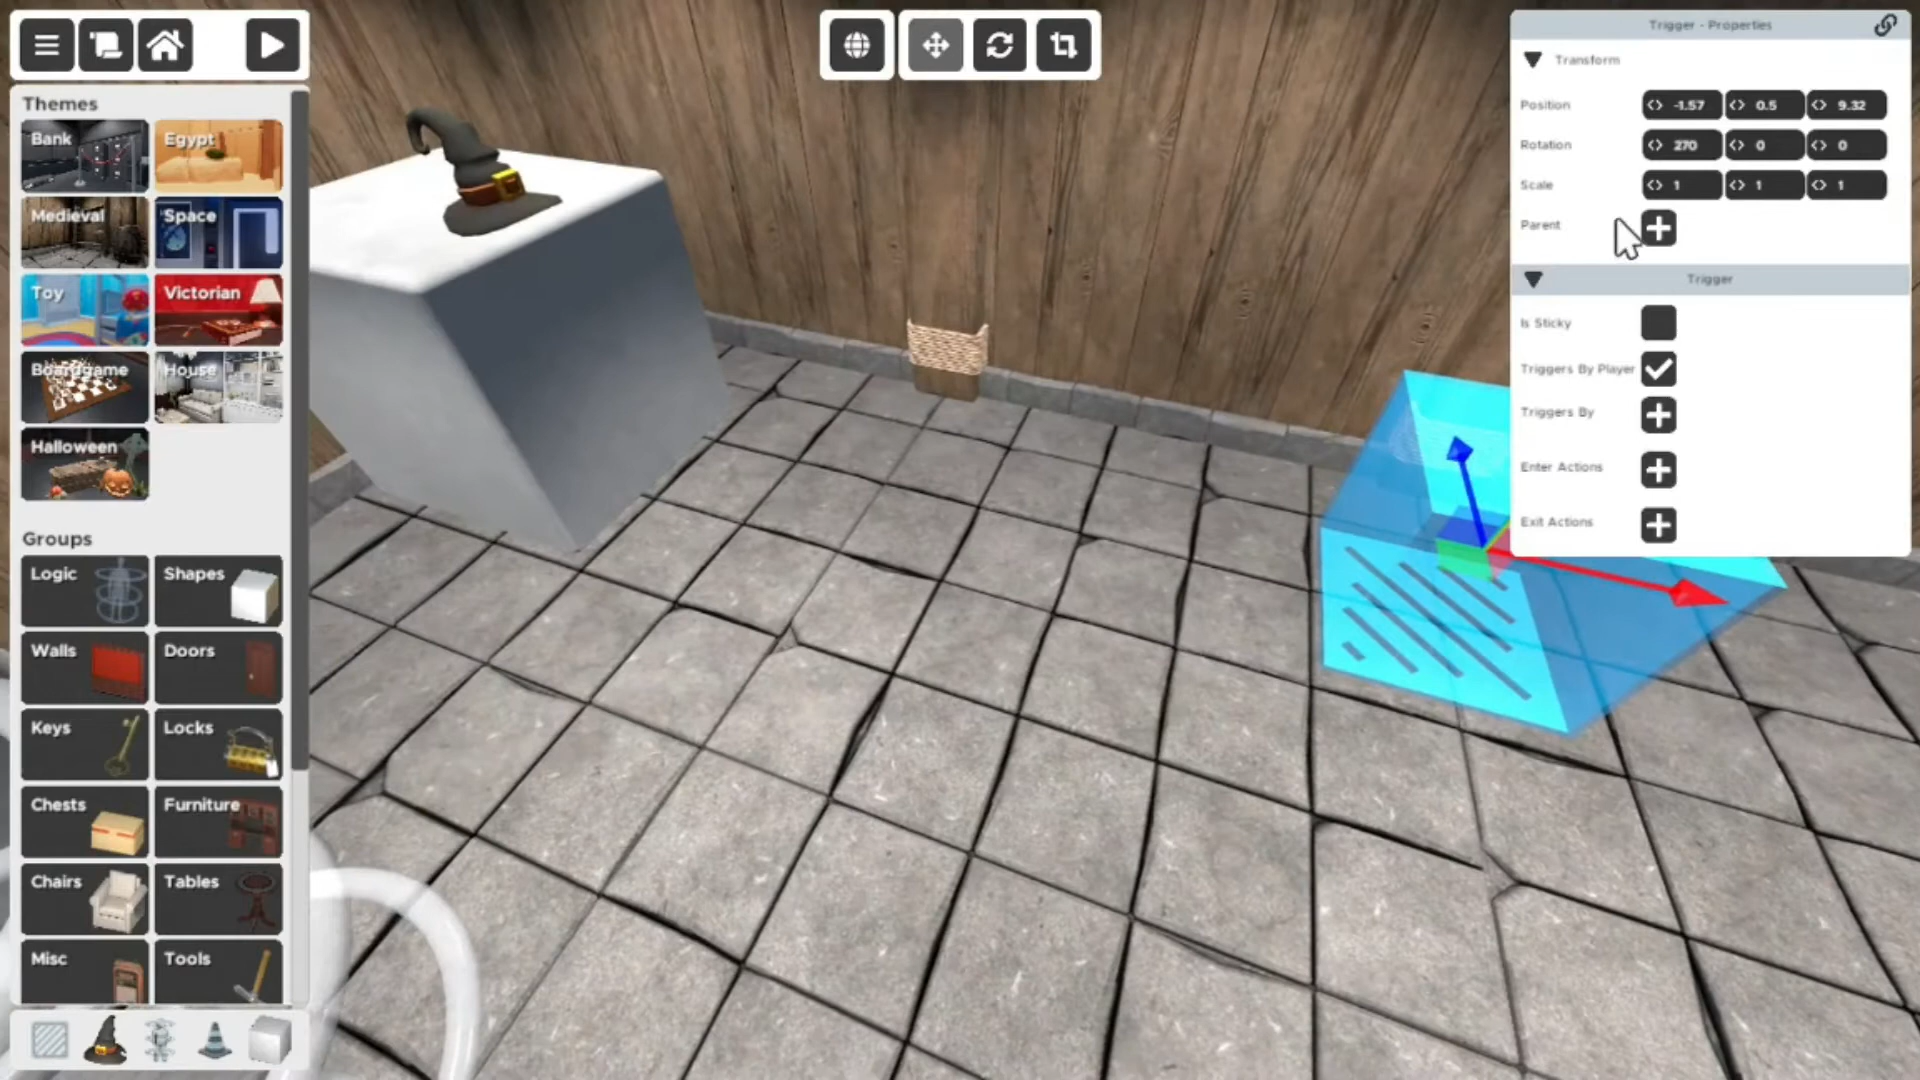 Themes
Bank
Egypt
Medieval
Space
Toy
Victorian
Boardgame
House
Halloween
Groups
Logic
Shapes
Walls
Doors
Keys
Locks
Chests
Furniture
Chairs
Tables
Misc
Tools
Trigger - Properties
Transform
Position <> -1.57 <> 0.5 <> 9.32
Rotation <> 270 <> 0 <> 0
Scale <> 1 <> 1 <> 1
Parent
Trigger
Is Sticky
Triggers By Player
Triggers By
Enter Actions
Exit Actions